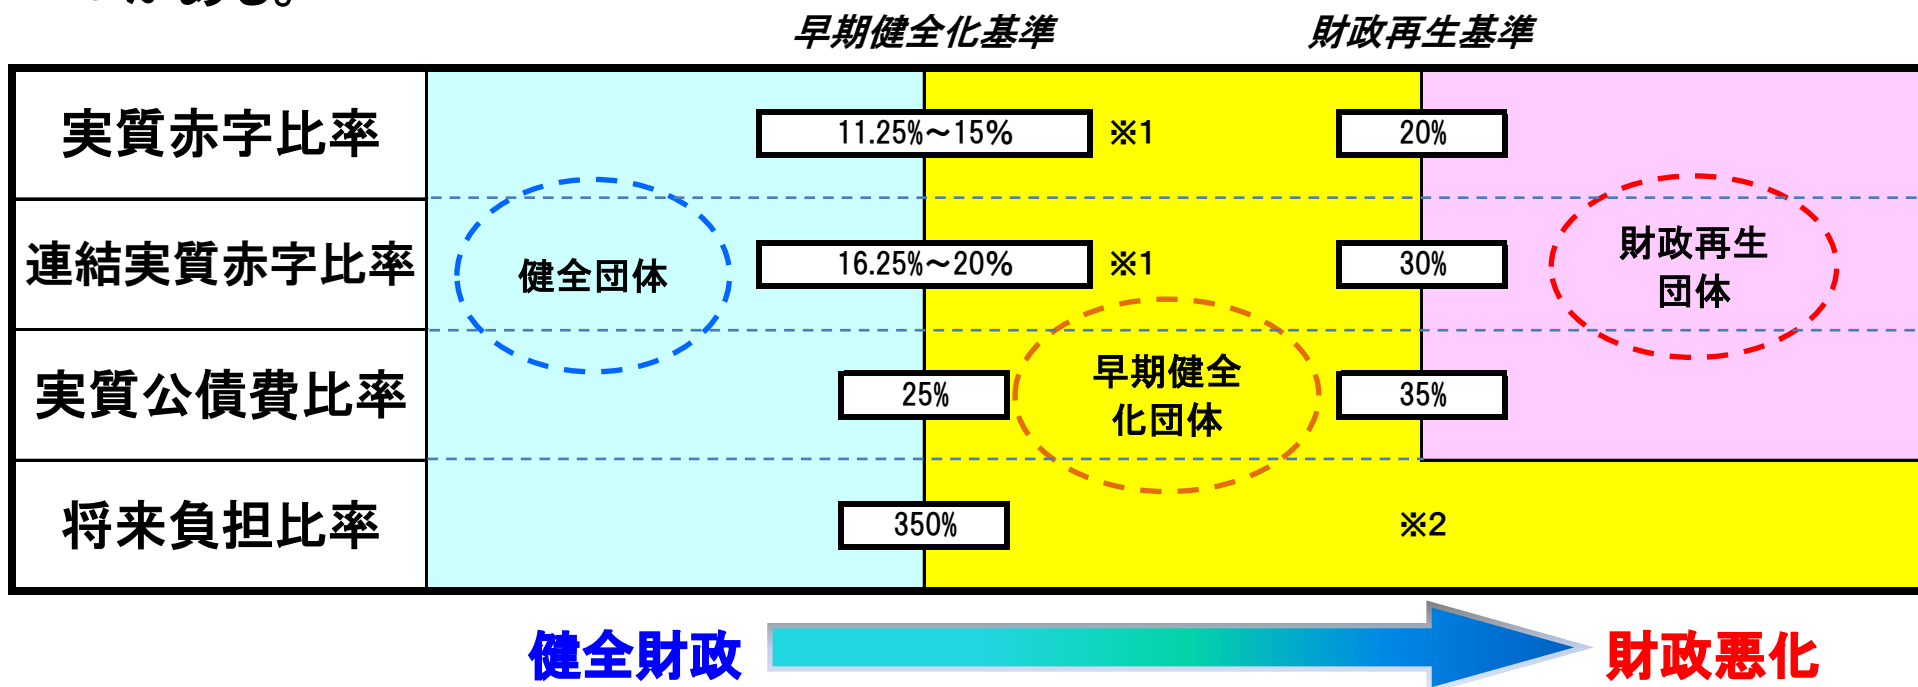 早期健全化基準 財政再生基準
実質赤字比率 11.25%～15% ※1 20%
連結実質赤字比率 16.25%～20% ※1 30%
健全団体
財政再生
団体
実質公債費比率 25% 35%
早期健全
化団体
将来負担比率 350% ※2
健全財政 財政悪化